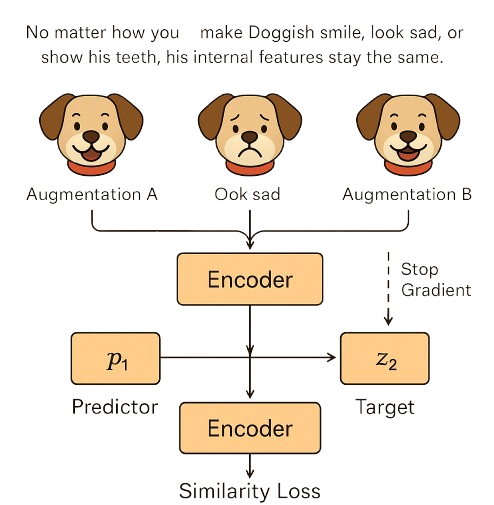 No matter how you make Doggish smile, look sad, or
show his teeth, his internal features stay the same.
Augmentation A
Ook sad
Augmentation B
Encoder
Stop
Gradient
p₁
z₂
Predictor
Target
Encoder
Similarity Loss